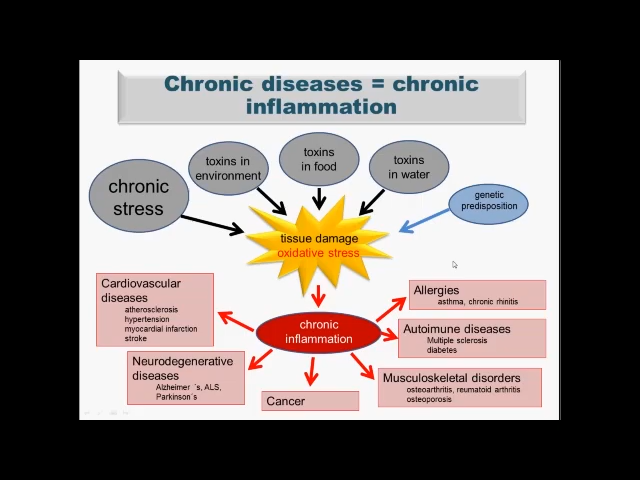 Chronic diseases = chronic
inflammation
chronic
stress
toxins in
environment
toxins
in food
toxins
in water
genetic
predisposition
tissue damage
oxidative stress
chronic
inflammation
Cardiovascular
diseases
atherosclerosis
hypertension
myocardial infarction
stroke
Neurodegenerative
diseases
Alzheimer ´s, ALS,
Parkinson´s
Cancer
Allergies
asthma, chronic rhinitis
Autoimune diseases
Multiple sclerosis
diabetes
Musculoskeletal disorders
osteoarthritis, reumatoid arthritis
osteoporosis